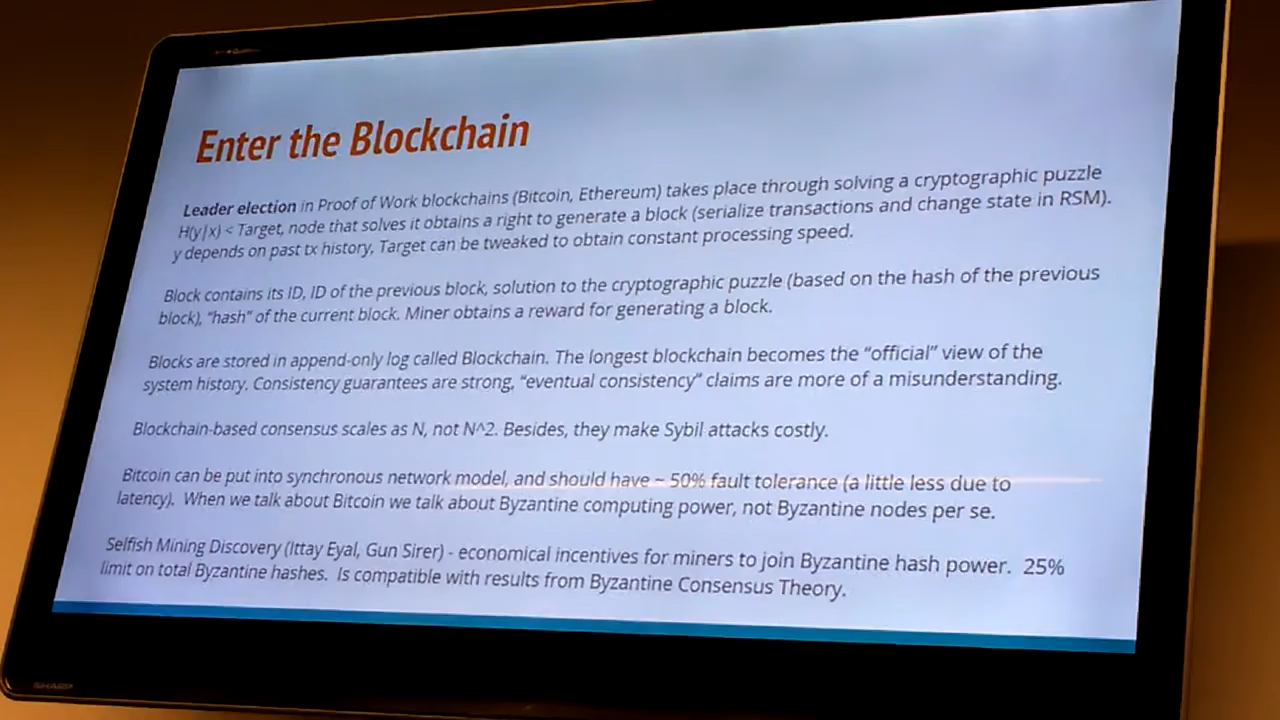 Enter the Blockchain
Leader election in Proof of Work blockchains (Bitcoin, Ethereum) takes place through solving a cryptographic puzzle
H(y|x) < Target, node that solves it obtains a right to generate a block (serialize transactions and change state in RSM).
y depends on past tx history, Target can be tweaked to obtain constant processing speed.
Block contains its ID, ID of the previous block, solution to the cryptographic puzzle (based on the hash of the previous
block), "hash" of the current block. Miner obtains a reward for generating a block.
Blocks are stored in append-only log called Blockchain. The longest blockchain becomes the "official" view of the
system history. Consistency guarantees are strong, "eventual consistency" claims are more of a misunderstanding.
Blockchain-based consensus scales as N, not N^2. Besides, they make Sybil attacks costly.
Bitcoin can be put into synchronous network model, and should have ~ 50% fault tolerance (a little less due to
latency). When we talk about Bitcoin we talk about Byzantine computing power, not Byzantine nodes per se.
Selfish Mining Discovery (Ittay Eyal, Gun Sirer) - economical incentives for miners to join Byzantine hash power. 25%
limit on total Byzantine hashes. Is compatible with results from Byzantine Consensus Theory.
SHARP